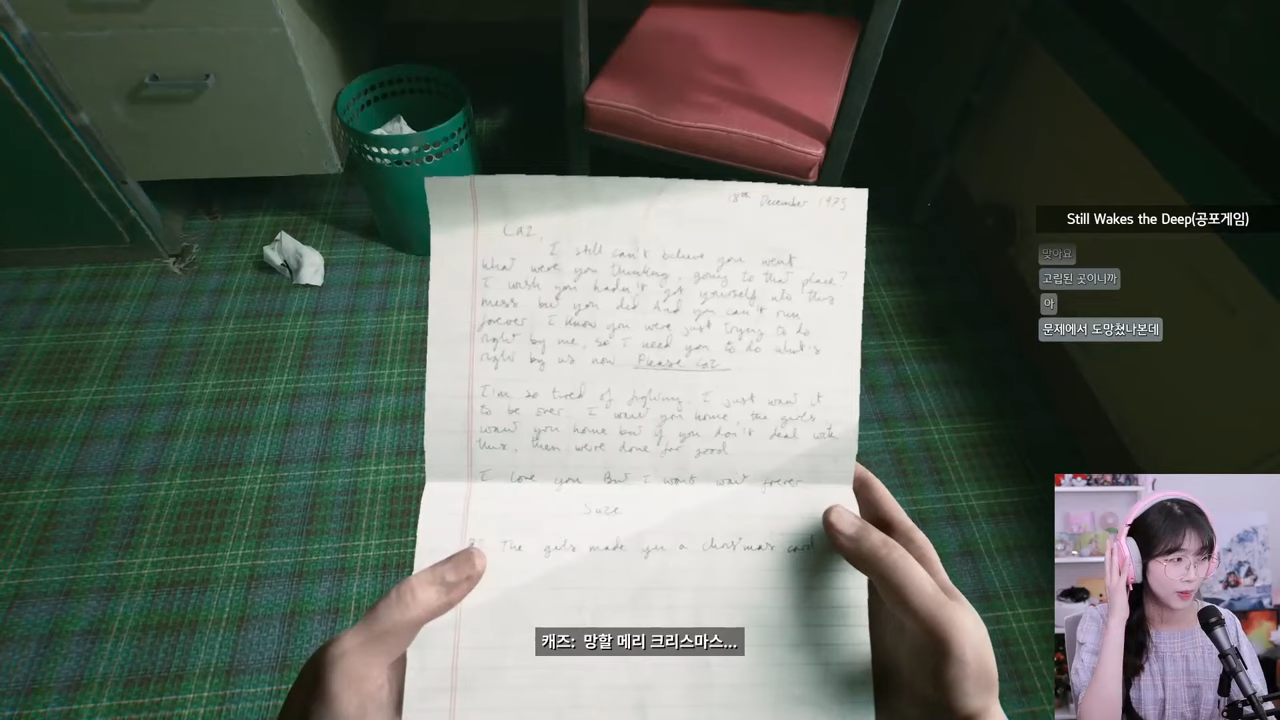 18th December 1973
Caz,
I still can't believe you went
What were you thinking, going to that place?
I wish you hadn't got yourself into this
mess but you did And you can't run
forever. I know you were just trying to do
right by me, so I need you to do what's
right by us now Please Caz
I'm so tired of fighting. I just want it
to be over. I want you home, the girls
want you home but if you don't deal with
this, then we're done for good
I love you But I won't wait forever
Suze
PS The girls made you a Christmas card
캐즈: 망할 메리 크리스마스...
Still Wakes the Deep(공포게임)
맞아요
고립된 곳이니까
아
문제에서 도망쳤나본데